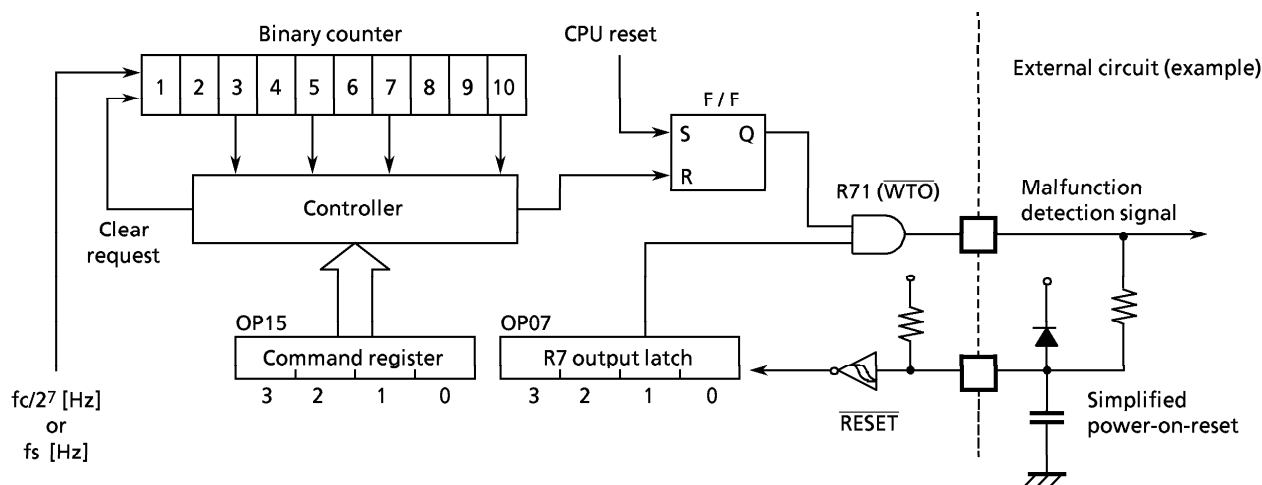 Binary counter
CPU reset
External circuit (example)
1 2 3 4 5 6 7 8 9 10
F / F
S Q
R
R71 (W̅T̅O̅)
Malfunction
detection signal
Controller
Clear
request
OP15
Command register
3 2 1 0
OP07
R7 output latch
3 2 1 0
R̅E̅S̅E̅T̅
Simplified
power-on-reset
fc/2⁷ [Hz]
or
fs [Hz]